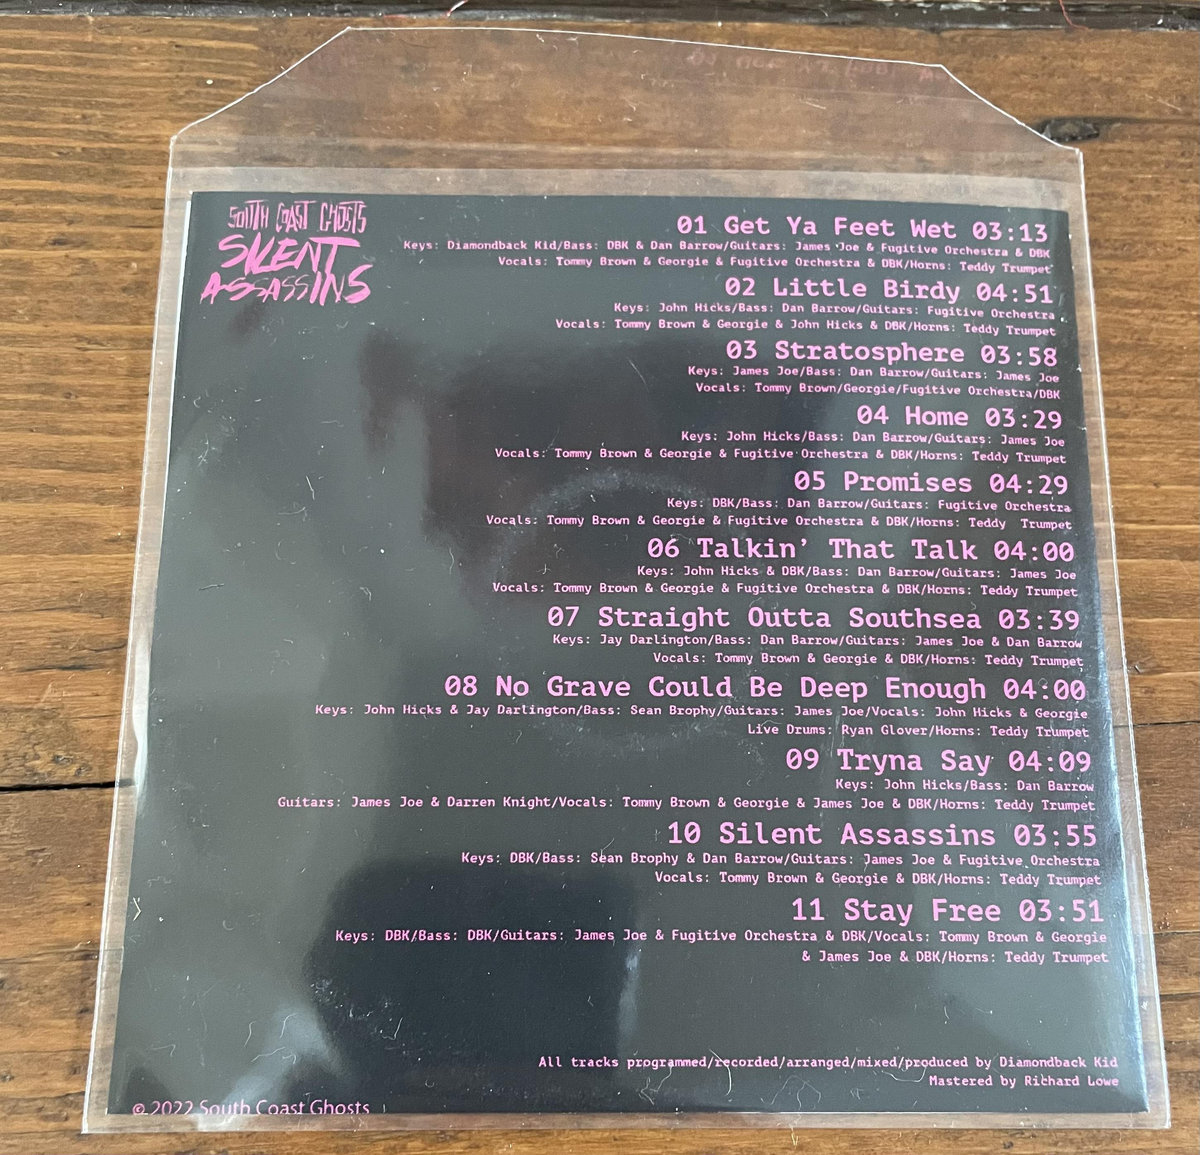 SOUTH COAST GHOSTS
SILENT
ASSASSINS
01 Get Ya Feet Wet 03:13
Keys: Diamondback Kid/Bass: DBK & Dan Barrow/Guitars: James Joe & Fugitive Orchestra & DBK
Vocals: Tommy Brown & Georgie & Fugitive Orchestra & DBK/Horns: Teddy Trumpet
02 Little Birdy 04:51
Keys: John Hicks/Bass: Dan Barrow/Guitars: Fugitive Orchestra
Vocals: Tommy Brown & Georgie & John Hicks & DBK/Horns: Teddy Trumpet
03 Stratosphere 03:58
Keys: James Joe/Bass: Dan Barrow/Guitars: James Joe
Vocals: Tommy Brown/Georgie/Fugitive Orchestra/DBK
04 Home 03:29
Keys: John Hicks/Bass: Dan Barrow/Guitars: James Joe
Vocals: Tommy Brown & Georgie & Fugitive Orchestra & DBK/Horns: Teddy Trumpet
05 Promises 04:29
Keys: DBK/Bass: Dan Barrow/Guitars: Fugitive Orchestra
Vocals: Tommy Brown & Georgie & Fugitive Orchestra & DBK/Horns: Teddy Trumpet
06 Talkin’ That Talk 04:00
Keys: John Hicks & DBK/Bass: Dan Barrow/Guitars: James Joe
Vocals: Tommy Brown & Georgie & Fugitive Orchestra & DBK/Horns: Teddy Trumpet
07 Straight Outta Southsea 03:39
Keys: Jay Darlington/Bass: Dan Barrow/Guitars: James Joe & Dan Barrow
Vocals: Tommy Brown & Georgie & DBK/Horns: Teddy Trumpet
08 No Grave Could Be Deep Enough 04:00
Keys: John Hicks & Jay Darlington/Bass: Sean Brophy/Guitars: James Joe/Vocals: John Hicks & Georgie
Live Drums: Ryan Glover/Horns: Teddy Trumpet
09 Tryna Say 04:09
Keys: John Hicks/Bass: Dan Barrow
Guitars: James Joe & Darren Knight/Vocals: Tommy Brown & Georgie & James Joe & DBK/Horns: Teddy Trumpet
10 Silent Assassins 03:55
Keys: DBK/Bass: Sean Brophy & Dan Barrow/Guitars: James Joe & Fugitive Orchestra
Vocals: Tommy Brown & Georgie & DBK/Horns: Teddy Trumpet
11 Stay Free 03:51
Keys: DBK/Bass: DBK/Guitars: James Joe & Fugitive Orchestra & DBK/Vocals: Tommy Brown & Georgie
& James Joe & DBK/Horns: Teddy Trumpet
All tracks programmed/recorded/arranged/mixed/produced by Diamondback Kid
Mastered by Richard Lowe
© 2022 South Coast Ghosts